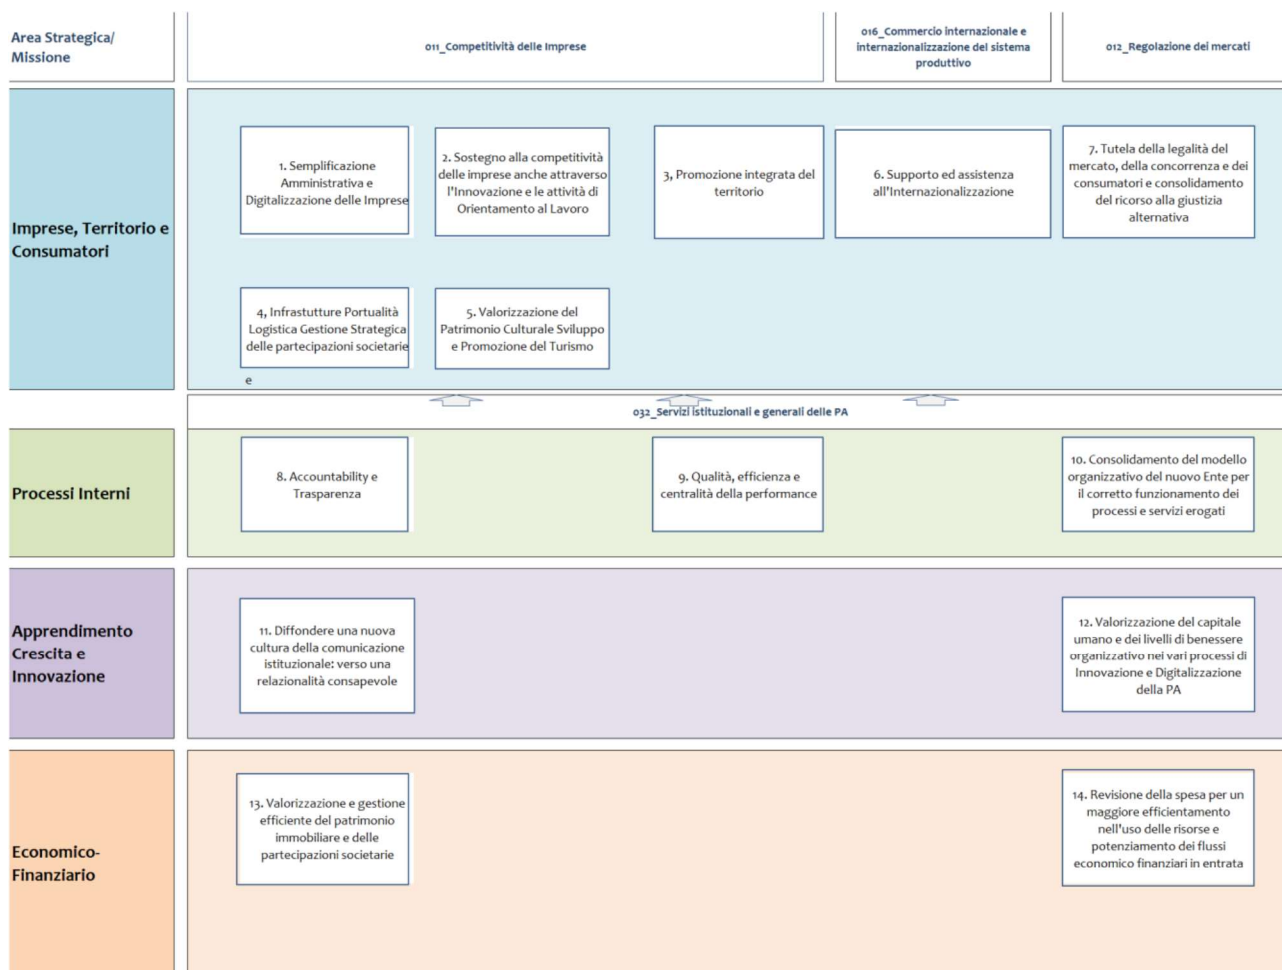 Area Strategica/
Missione
011_Competitività delle Imprese
016_Commercio internazionale e
internazionalizzazione del sistema
produttivo
012_Regolazione dei mercati
Imprese, Territorio e
Consumatori
1. Semplificazione
Amministrativa e
Digitalizzazione delle Imprese
2. Sostegno alla competitività
delle imprese anche attraverso
l'Innovazione e le attività di
Orientamento al Lavoro
3, Promozione integrata del
territorio
6. Supporto ed assistenza
all'Internazionalizzazione
7. Tutela della legalità del
mercato, della concorrenza e dei
consumatori e consolidamento
del ricorso alla giustizia
alternativa
4, Infrastutture Portualità
Logistica Gestione Strategica
delle partecipazioni societarie
e
5. Valorizzazione del
Patrimonio Culturale Sviluppo
e Promozione del Turismo
032_Servizi istituzionali e generali delle PA
Processi Interni
8. Accountability e
Trasparenza
9. Qualità, efficienza e
centralità della performance
10. Consolidamento del modello
organizzativo del nuovo Ente per
il corretto funzionamento dei
processi e servizi erogati
Apprendimento
Crescita e
Innovazione
11. Diffondere una nuova
cultura della comunicazione
istituzionale: verso una
relazionalità consapevole
12. Valorizzazione del capitale
umano e dei livelli di benessere
organizzativo nei vari processi di
Innovazione e Digitalizzazione
della PA
Economico-
Finanziario
13. Valorizzazione e gestione
efficiente del patrimonio
immobiliare e delle
partecipazioni societarie
14. Revisione della spesa per un
maggiore efficientamento
nell'uso delle risorse e
potenziamento dei flussi
economico finanziari in entrata